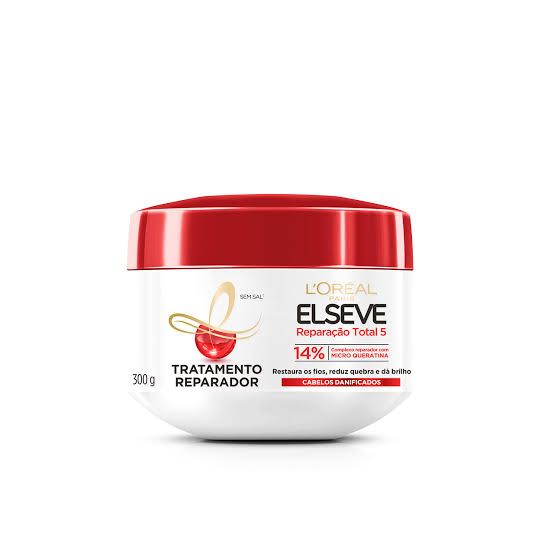 SEM SAL*
TRATAMENTO
REPARADOR
300 g
L'ORÉAL
PARIS
ELSEVE
Reparação Total 5
14%
Complexo reparador com
MICRO QUERATINA
Restaura os fios, reduz quebra e dá brilho
CABELOS DANIFICADOS